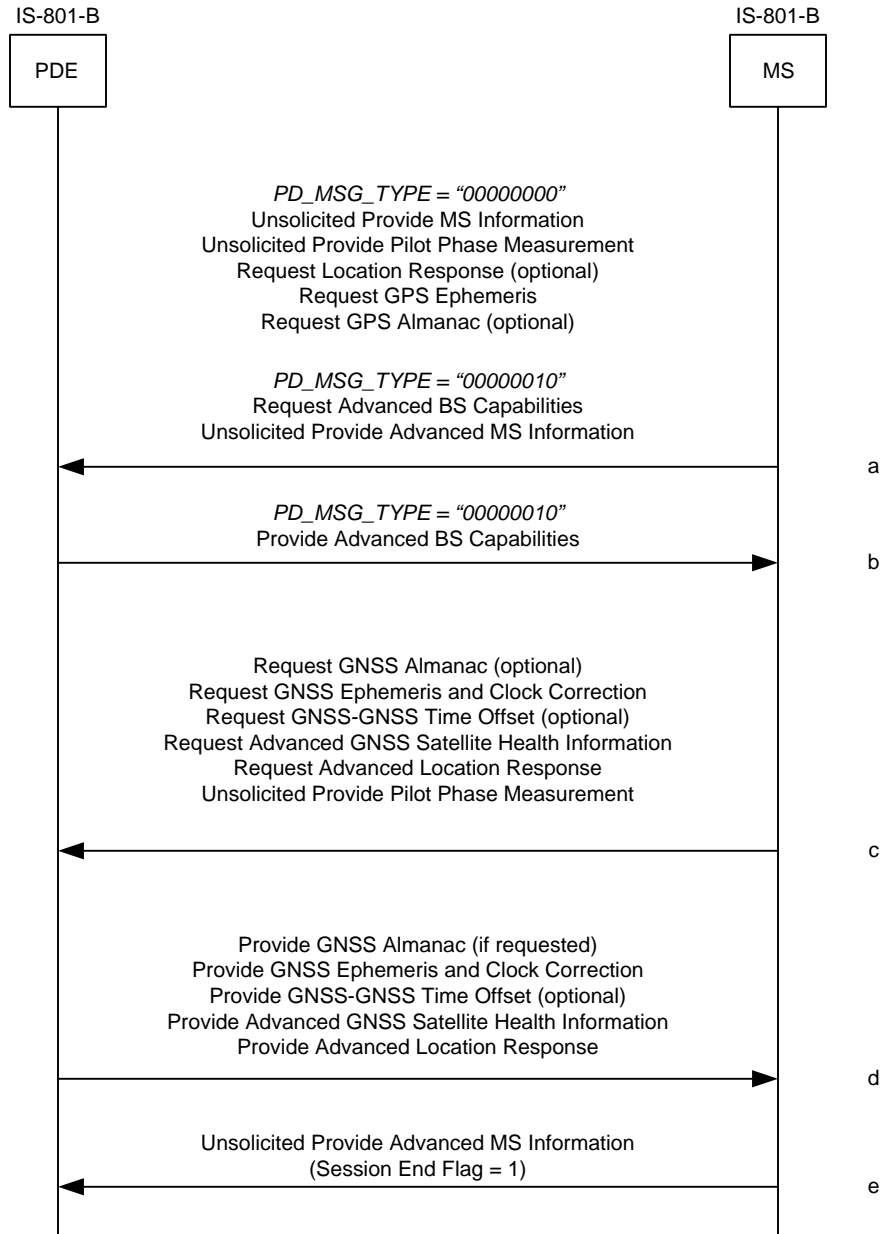 IS-801-B
IS-801-B
PDE
MS
PD_MSG_TYPE = “00000000”
Unsolicited Provide MS Information
Unsolicited Provide Pilot Phase Measurement
Request Location Response (optional)
Request GPS Ephemeris
Request GPS Almanac (optional)
PD_MSG_TYPE = “00000010”
Request Advanced BS Capabilities
Unsolicited Provide Advanced MS Information
a
PD_MSG_TYPE = “00000010”
Provide Advanced BS Capabilities
b
Request GNSS Almanac (optional)
Request GNSS Ephemeris and Clock Correction
Request GNSS-GNSS Time Offset (optional)
Request Advanced GNSS Satellite Health Information
Request Advanced Location Response
Unsolicited Provide Pilot Phase Measurement
c
Provide GNSS Almanac (if requested)
Provide GNSS Ephemeris and Clock Correction
Provide GNSS-GNSS Time Offset (optional)
Provide Advanced GNSS Satellite Health Information
Provide Advanced Location Response
d
Unsolicited Provide Advanced MS Information
(Session End Flag = 1)
e